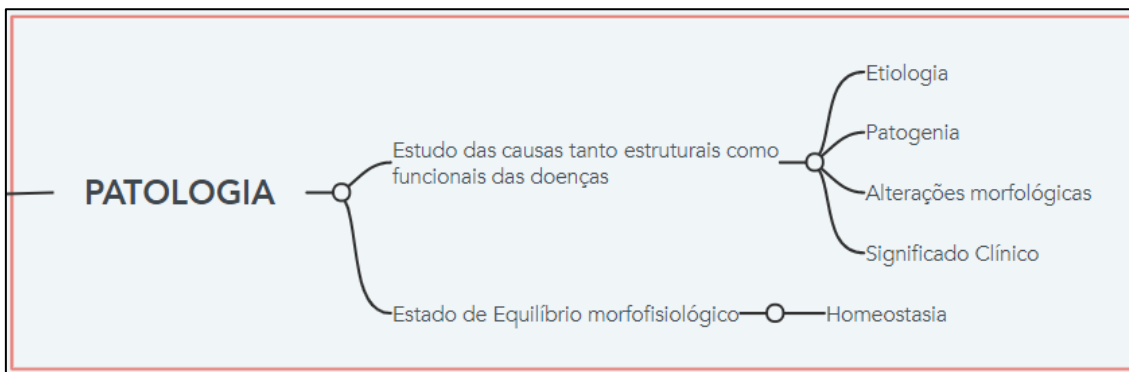 PATOLOGIA
Estudo das causas tanto estruturais como
funcionais das doenças
Etiologia
Patogenia
Alterações morfológicas
Significado Clínico
Estado de Equilíbrio morfofisiológico
Homeostasia